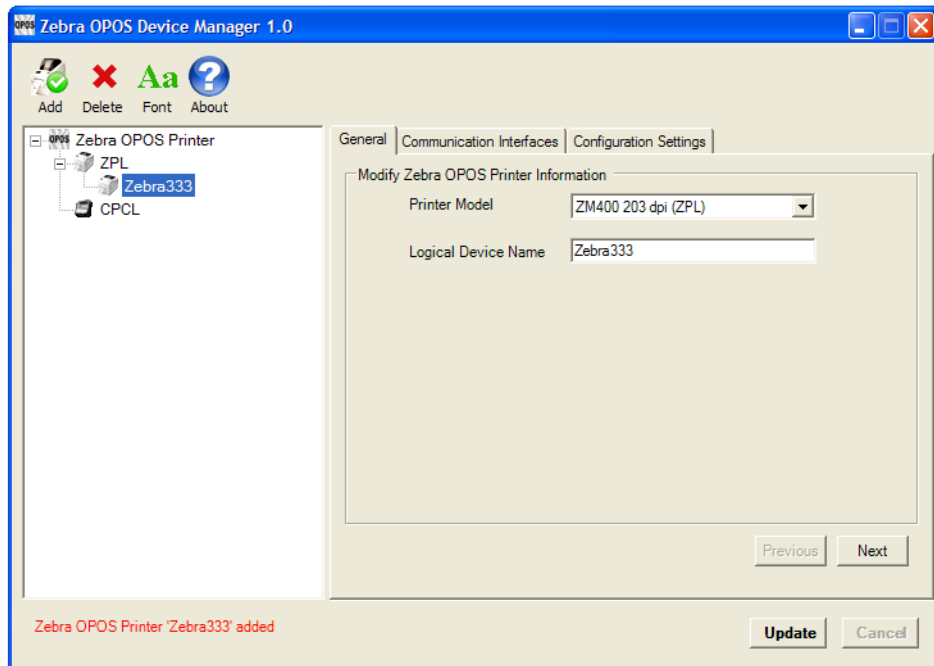 OPOS Zebra OPOS Device Manager 1.0
Add Delete Font About
Aa
?
OPOS Zebra OPOS Printer
ZPL
Zebra333
CPCL
General Communication Interfaces Configuration Settings
Modify Zebra OPOS Printer Information
Printer Model ZM400 203 dpi (ZPL)
Logical Device Name Zebra333
Previous Next
Zebra OPOS Printer 'Zebra333' added
Update Cancel